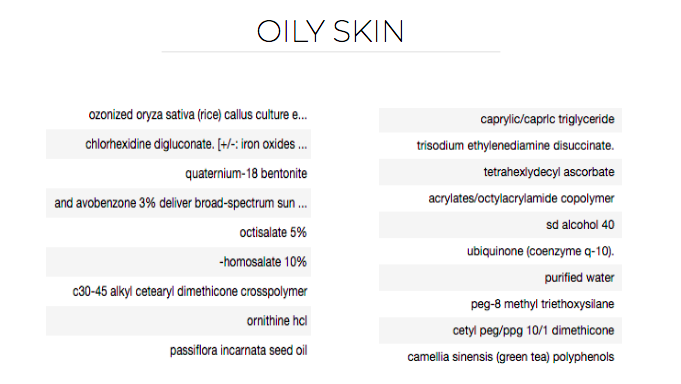 OILY SKIN
ozonized oryza sativa (rice) callus culture e...
chlorhexidine digluconate. [+/-: iron oxides ...
quaternium-18 bentonite
and avobenzone 3% deliver broad-spectrum sun ...
octisalate 5%
-homosalate 10%
c30-45 alkyl cetearyl dimethicone crosspolymer
ornithine hcl
passiflora incarnata seed oil
caprylic/capric triglyceride
trisodium ethylenediamine disuccinate.
tetrahexlydecyl ascorbate
acrylates/octylacrylamide copolymer
sd alcohol 40
ubiquinone (coenzyme q-10).
purified water
peg-8 methyl triethoxysilane
cetyl peg/ppg 10/1 dimethicone
camellia sinensis (green tea) polyphenols